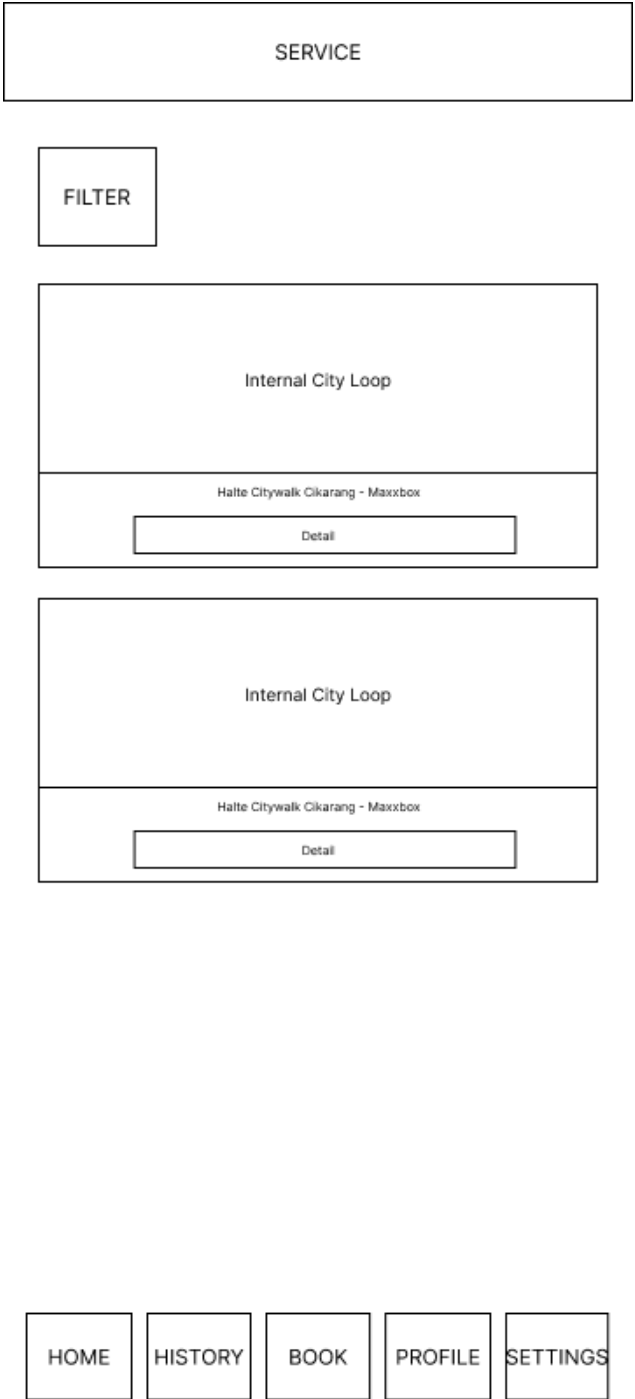 SERVICE
FILTER
Internal City Loop
Halte Citywalk Cikarang - Maxxbox
Detail
Internal City Loop
Halte Citywalk Cikarang - Maxxbox
Detail
HOME HISTORY BOOK PROFILE SETTINGS